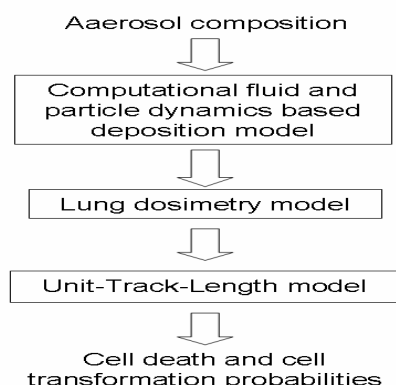 Aaerosol composition
Computational fluid and
particle dynamics based
deposition model
Lung dosimetry model
Unit-Track-Length model
Cell death and cell
transformation probabilities